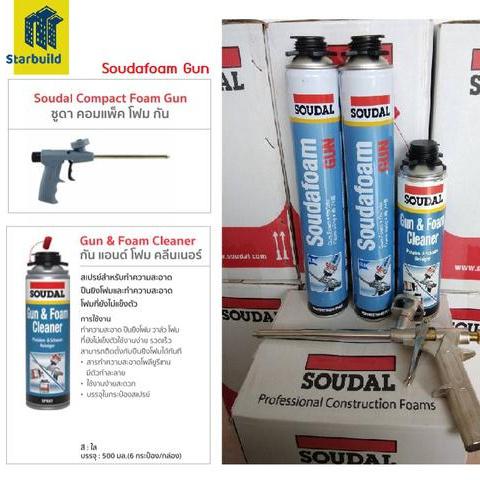 Starbuild
Soudafoam Gun
Soudal Compact Foam Gun
ซูดา คอมแพ็ค โฟม กัน
Gun & Foam Cleaner
กัน แอนด์ โฟม คลีนเนอร์
สเปรย์สำหรับทำความสะอาด
ปืนยิงโฟมและทำความสะอาด
โฟมที่ยังไม่แข็งตัว
การใช้งาน
ทำความสะอาด ปืนยิงโฟม วาล์ว โฟม
ที่ยังไม่แข็งตัวใช้งานง่าย รวดเร็ว
สามารถติดตั้งกับปืนยิงโฟมได้ทันที
• สารทำความสะอาดโพลียูรีเทน
มีตัวทำละลาย
• ใช้งานง่ายสะดวก
• บรรจุในกระป๋องสเปรย์
สี : ใส
บรรจุ : 500 มล.(6 กระป๋อง/กล่อง)
SOUDAL
Gun & Foam
Cleaner
SPRAY
SOUDAL
Soudafoam
GUN
SOUDAL
Soudafoam
GUN
SOUDAL
Gun & Foam
Cleaner
www.soudal.com
SOUDAL
Professional Construction Foams
SOUDAL